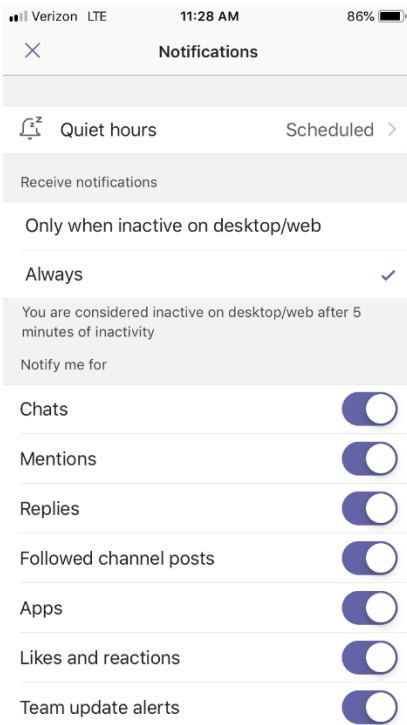 Verizon LTE 11:28 AM 86%
Notifications
Quiet hours Scheduled
Receive notifications
Only when inactive on desktop/web
Always
You are considered inactive on desktop/web after 5
minutes of inactivity
Notify me for
Chats
Mentions
Replies
Followed channel posts
Apps
Likes and reactions
Team update alerts